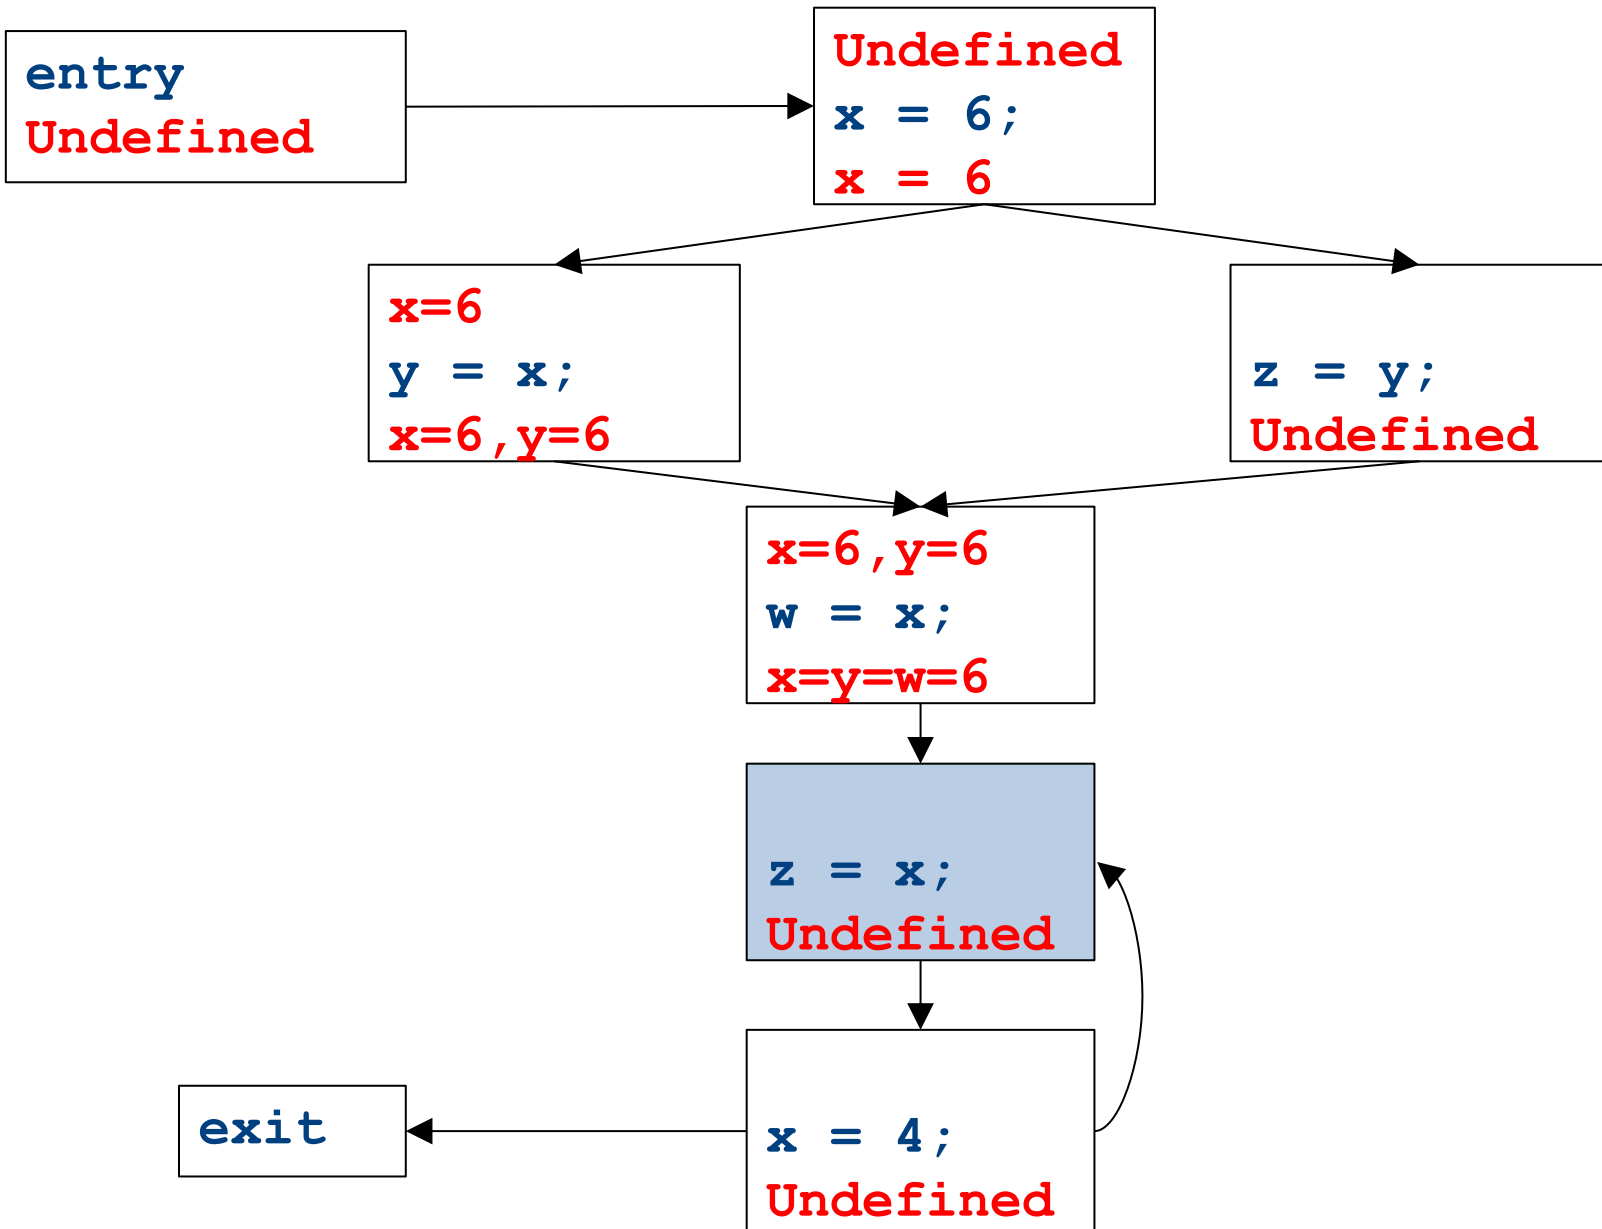 entry
Undefined
Undefined
x = 6;
x = 6
x=6
y = x;
x=6,y=6
z = y;
Undefined
x=6,y=6
w = x;
x=y=w=6
z = x;
Undefined
x = 4;
Undefined
exit